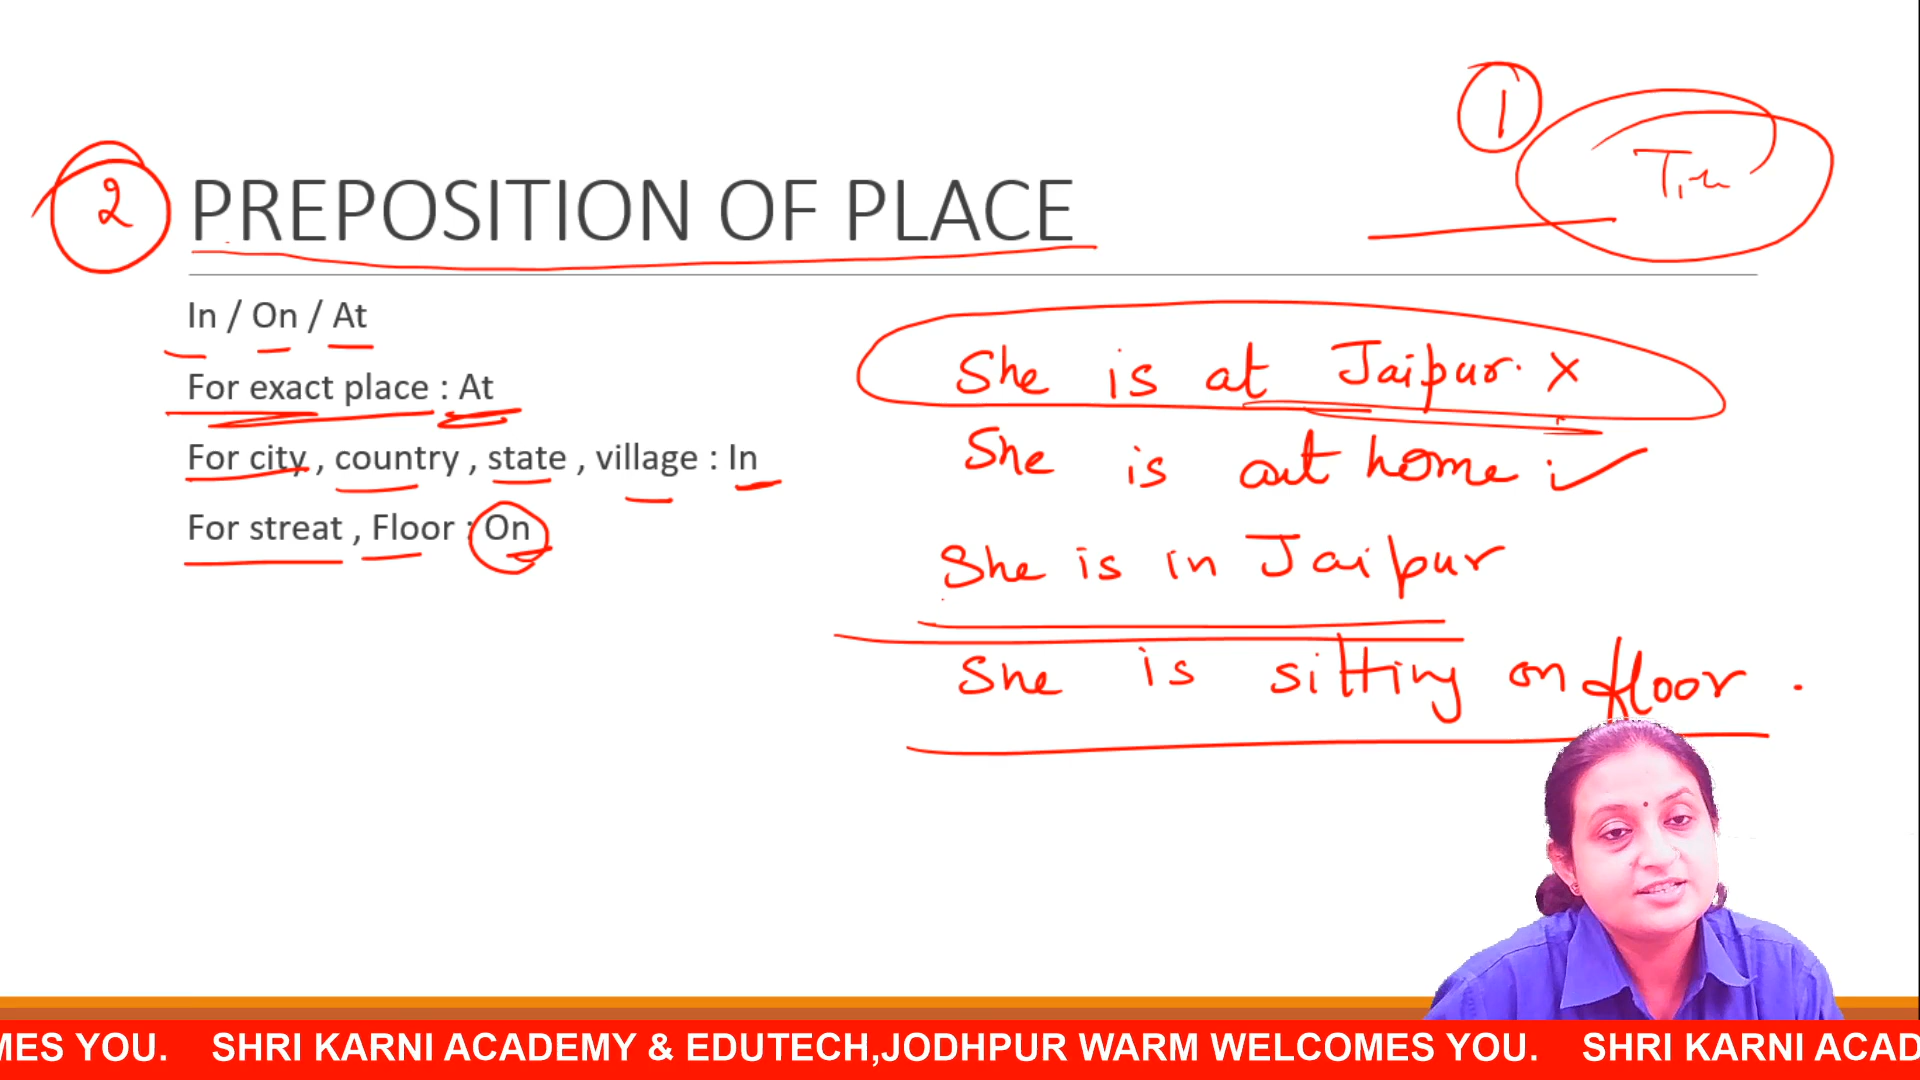 1
2 PREPOSITION OF PLACE
In / On / At
For exact place : At
For city , country , state , village : In
For streat , Floor : On
She is at Jaipur. x
She is at home
She is in Jaipur
She is sitting on floor .
MES YOU. SHRI KARNI ACADEMY & EDUTECH,JODHPUR WARM WELCOMES YOU. SHRI KARNI ACAD